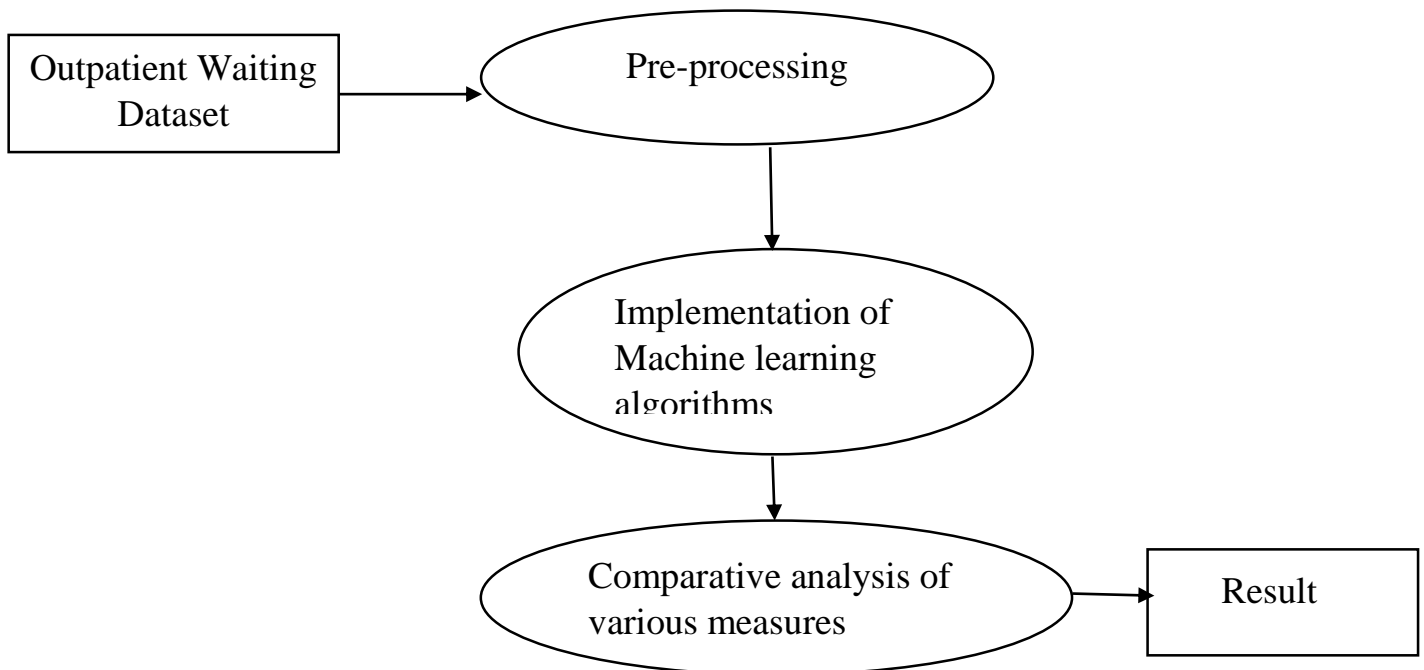 Outpatient Waiting
Dataset
Pre-processing
Implementation of
Machine learning
algorithms
Comparative analysis of
various measures
Result